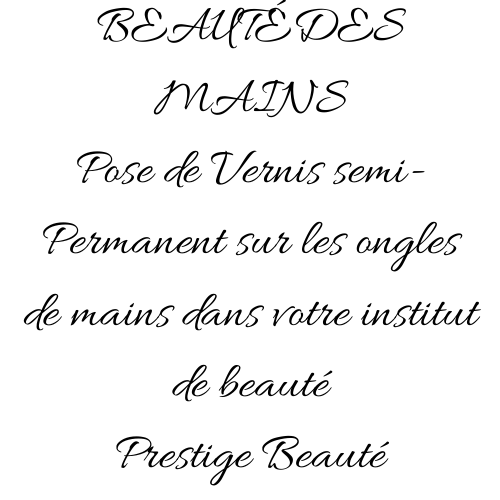 BEAUTÉ DES
MAINS
Pose de Vernis semi-
Permanent sur les ongles
de mains dans votre institut
de beauté
Prestige Beauté